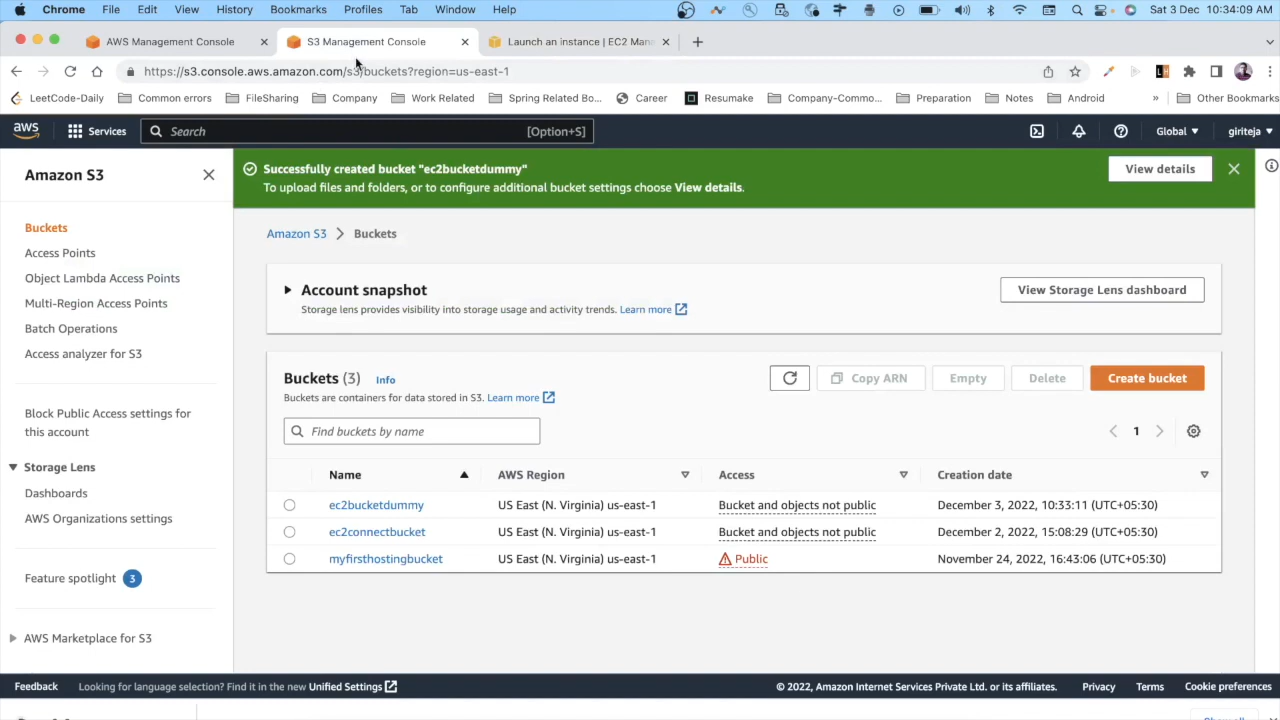 Chrome File Edit View History Bookmarks Profiles Tab Window Help Sat 3 Dec 10:34:09 AM
AWS Management Console S3 Management Console Launch an instance | EC2 Man
https://s3.console.aws.amazon.com/s3/buckets?region=us-east-1
LeetCode-Daily Common errors FileSharing Company Work Related Spring Related Bo... Career Resumake Company-Commo... Preparation Notes Android » Other Bookmarks
aws Services Search [Option+S] Global giriteja
Amazon S3
Buckets
Access Points
Object Lambda Access Points
Multi-Region Access Points
Batch Operations
Access analyzer for S3
Block Public Access settings for
this account
Storage Lens
Dashboards
AWS Organizations settings
Feature spotlight 3
AWS Marketplace for S3
Successfully created bucket "ec2bucketdummy"
To upload files and folders, or to configure additional bucket settings choose View details.
View details
Amazon S3 Buckets
Account snapshot
Storage lens provides visibility into storage usage and activity trends. Learn more
View Storage Lens dashboard
Buckets (3) Info
Buckets are containers for data stored in S3. Learn more
Copy ARN Empty Delete Create bucket
Find buckets by name
1
Name AWS Region Access Creation date
ec2bucketdummy US East (N. Virginia) us-east-1 Bucket and objects not public December 3, 2022, 10:33:11 (UTC+05:30)
ec2connectbucket US East (N. Virginia) us-east-1 Bucket and objects not public December 2, 2022, 15:08:29 (UTC+05:30)
myfirsthostingbucket US East (N. Virginia) us-east-1 Public November 24, 2022, 16:43:06 (UTC+05:30)
Feedback Looking for language selection? Find it in the new Unified Settings © 2022, Amazon Internet Services Private Ltd. or its affiliates. Privacy Terms Cookie preferences